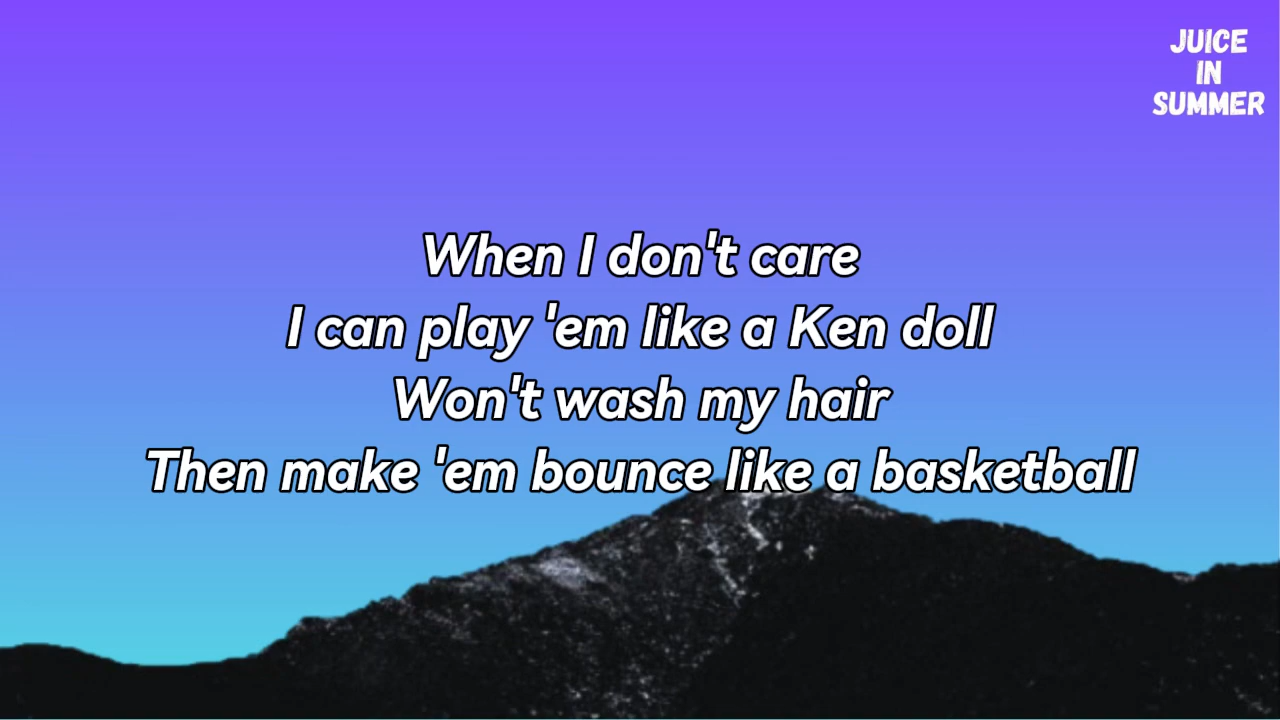 JUICE
IN
SUMMER
When I don't care
I can play 'em like a Ken doll
Won't wash my hair
Then make 'em bounce like a basketball